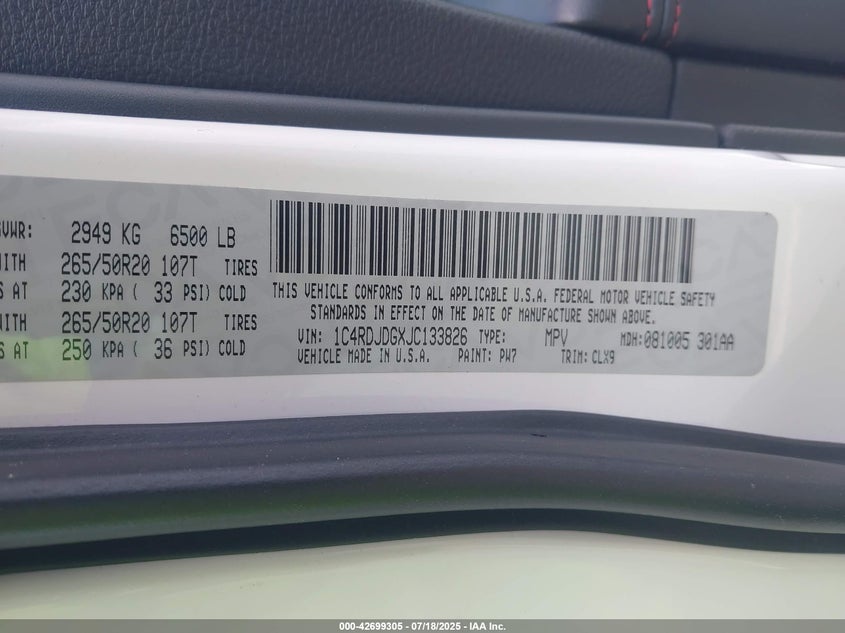 GVWR: 2949 KG 6500 LB
WITH 265/50R20 107T TIRES
S AT 230 KPA ( 33 PSI) COLD
WITH 265/50R20 107T TIRES
S AT 250 KPA ( 36 PSI) COLD
THIS VEHICLE CONFORMS TO ALL APPLICABLE U.S.A. FEDERAL MOTOR VEHICLE SAFETY
STANDARDS IN EFFECT ON THE DATE OF MANUFACTURE SHOWN ABOVE.
VIN: 1C4RDJDGXJC133826 TYPE: MPV MDH: 081005 301AA
VEHICLE MADE IN U.S.A. PAINT: PW7 TRIM: CLX9
000-42699305 - 07/18/2025 - IAA Inc.